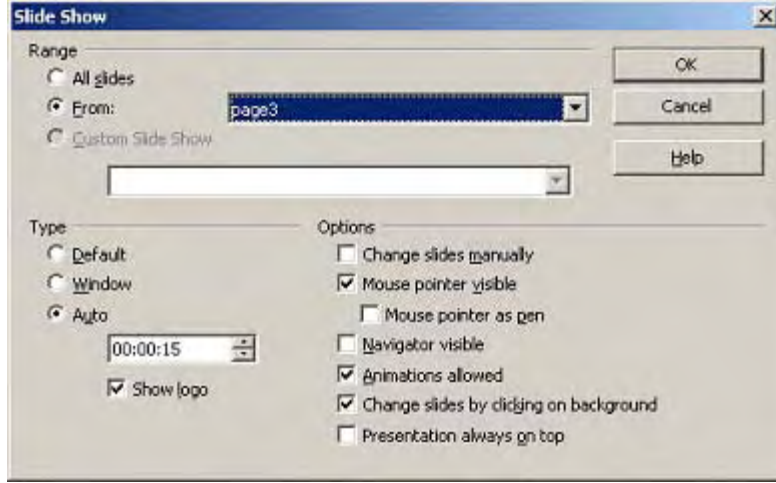 Slide Show
Range
All slides
From:
page3
Custom Slide Show
OK
Cancel
Help
Type
Default
Window
Auto
00:00:15
Show logo
Options
Change slides manually
Mouse pointer visible
Mouse pointer as pen
Navigator visible
Animations allowed
Change slides by clicking on background
Presentation always on top